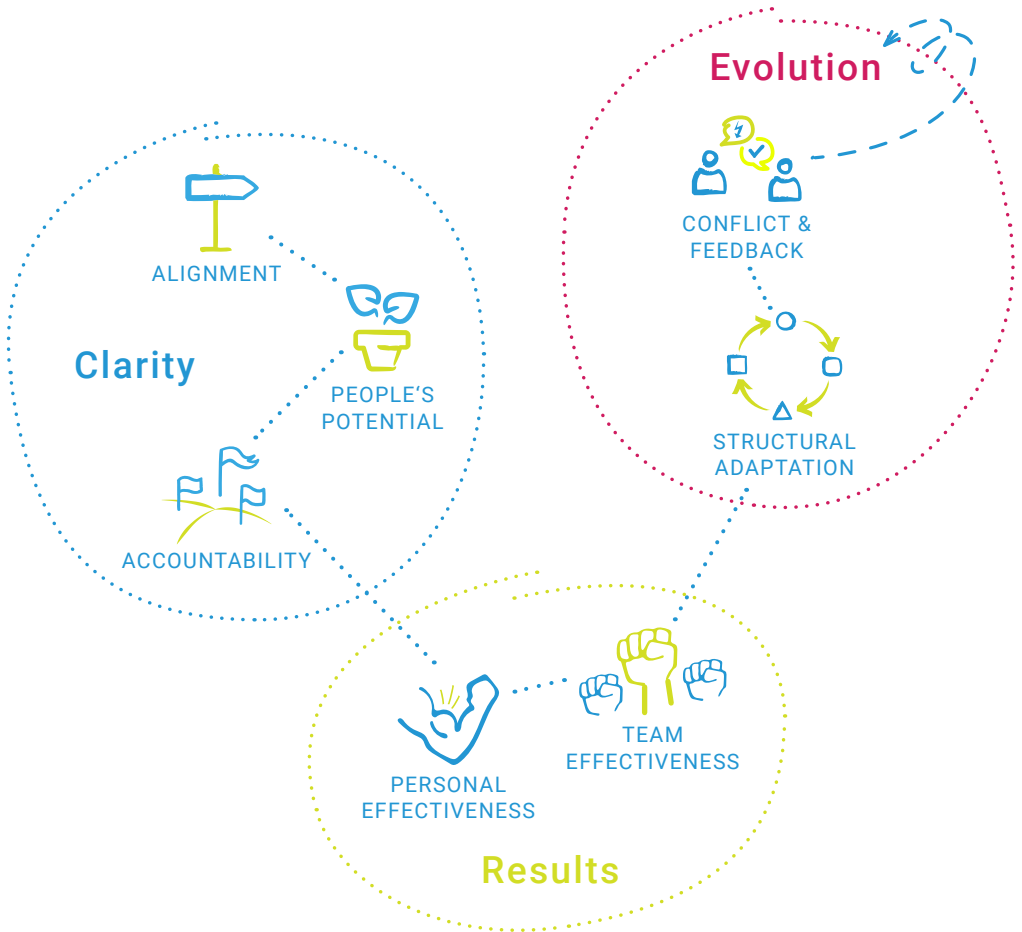 Evolution
CONFLICT &
FEEDBACK
STRUCTURAL
ADAPTATION
ALIGNMENT
Clarity
PEOPLE‘S
POTENTIAL
ACCOUNTABILITY
TEAM
EFFECTIVENESS
PERSONAL
EFFECTIVENESS
Results